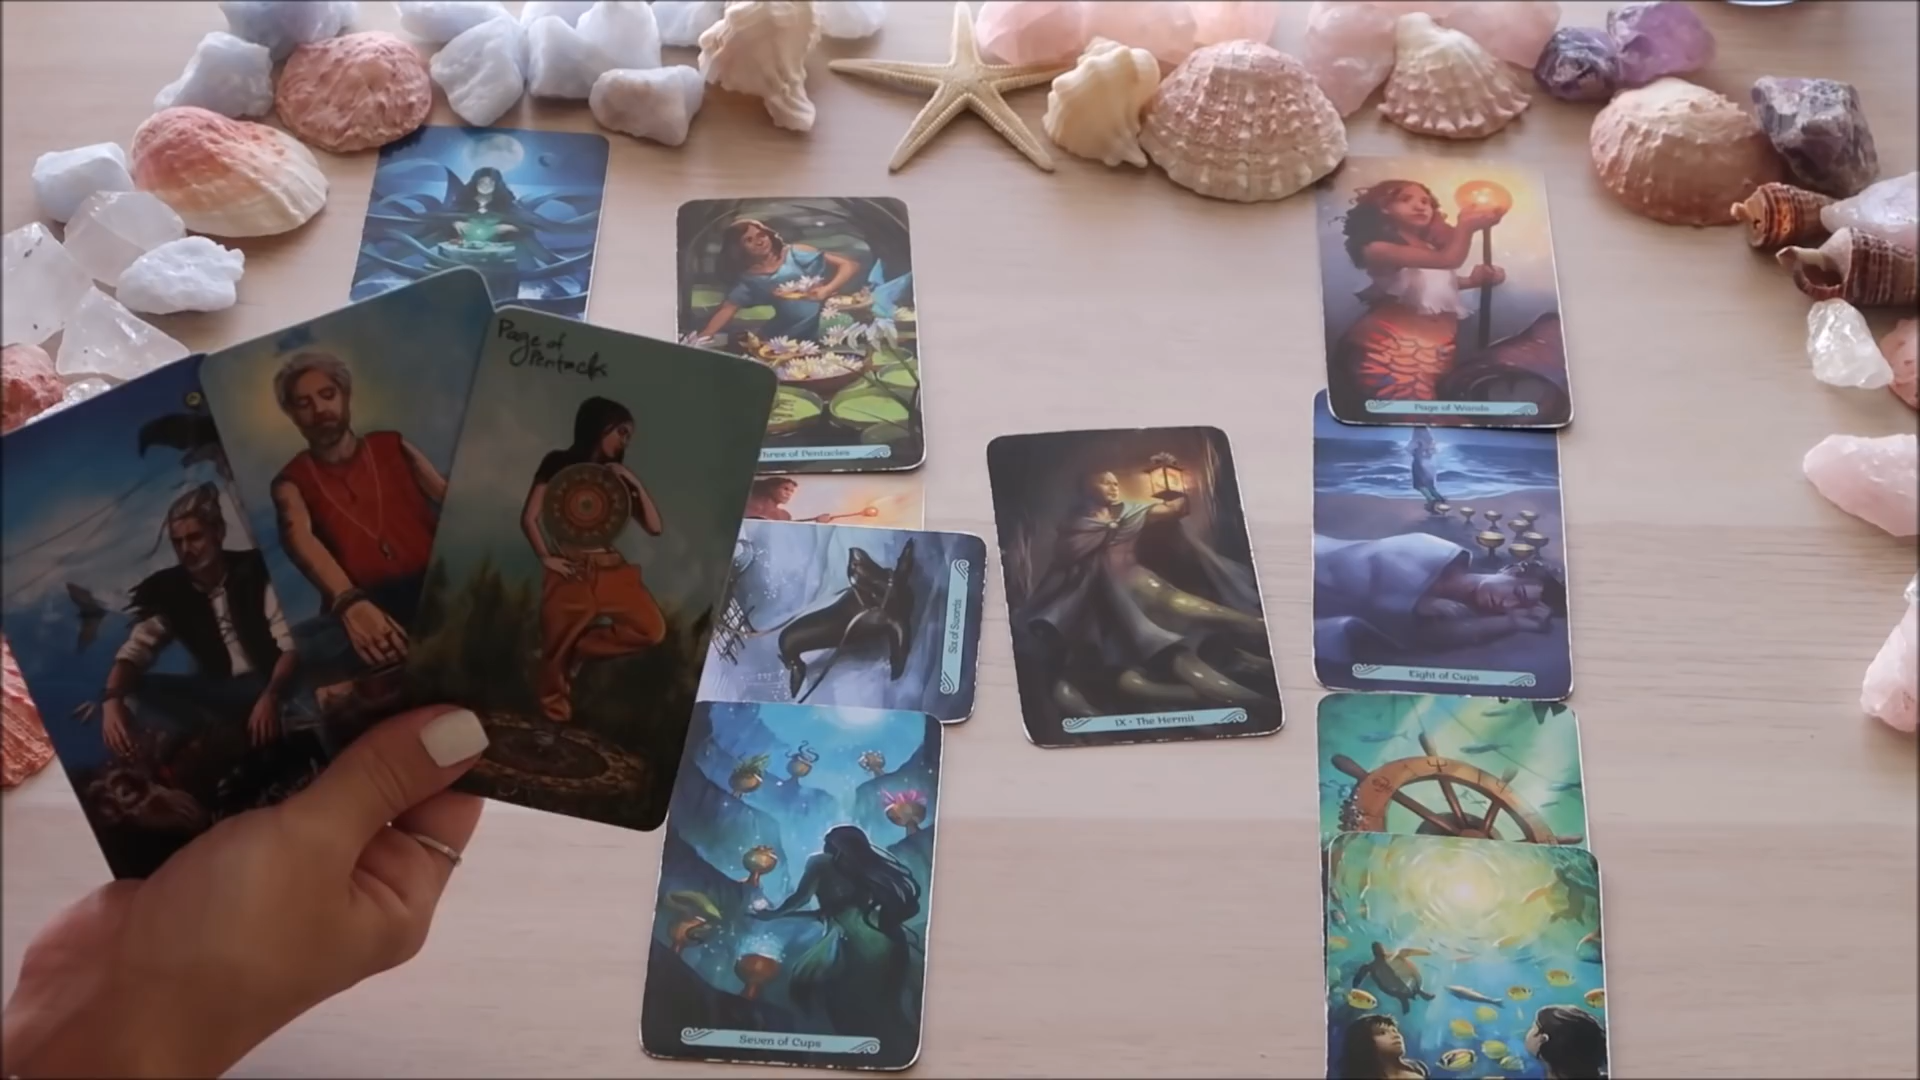 Page of
Pentacls
Three of Pentacles
Page of Wands
Six of Swords
Eight of Cups
IX • The Hermit
Seven of Cups